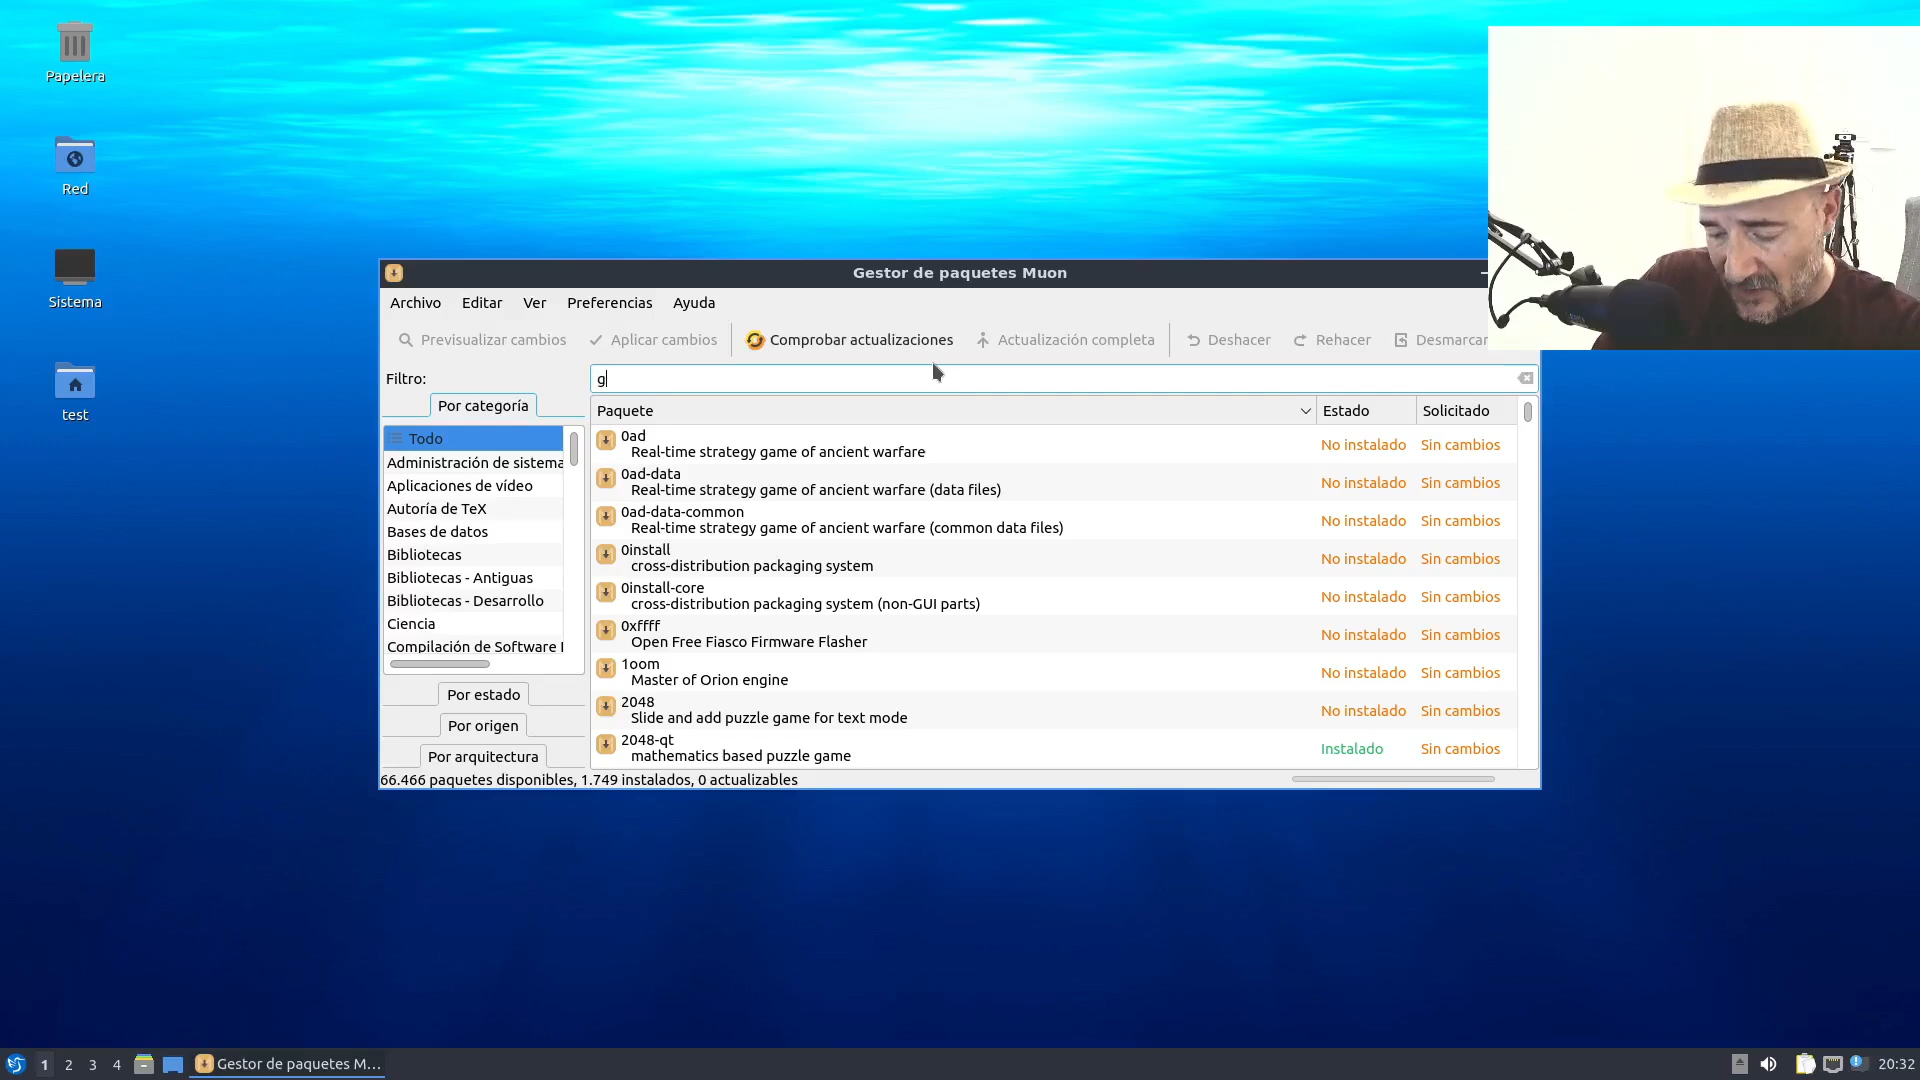 Papelera
Red
Sistema
test
Gestor de paquetes Muon
Archivo Editar Ver Preferencias Ayuda
Previsualizar cambios Aplicar cambios Comprobar actualizaciones Actualización completa Deshacer Rehacer Desmarcar
Filtro: g
Por categoría
Todo
Administración de sistema
Aplicaciones de vídeo
Autoría de TeX
Bases de datos
Bibliotecas
Bibliotecas - Antiguas
Bibliotecas - Desarrollo
Ciencia
Compilación de Software
Por estado
Por origen
Por arquitectura
Paquete Estado Solicitado
0ad
Real-time strategy game of ancient warfare No instalado Sin cambios
0ad-data
Real-time strategy game of ancient warfare (data files) No instalado Sin cambios
0ad-data-common
Real-time strategy game of ancient warfare (common data files) No instalado Sin cambios
0install
cross-distribution packaging system No instalado Sin cambios
0install-core
cross-distribution packaging system (non-GUI parts) No instalado Sin cambios
0xffff
Open Free Fiasco Firmware Flasher No instalado Sin cambios
1oom
Master of Orion engine No instalado Sin cambios
2048
Slide and add puzzle game for text mode No instalado Sin cambios
2048-qt
mathematics based puzzle game Instalado Sin cambios
66.466 paquetes disponibles, 1.749 instalados, 0 actualizables
1 2 3 4 Gestor de paquetes M... 20:32